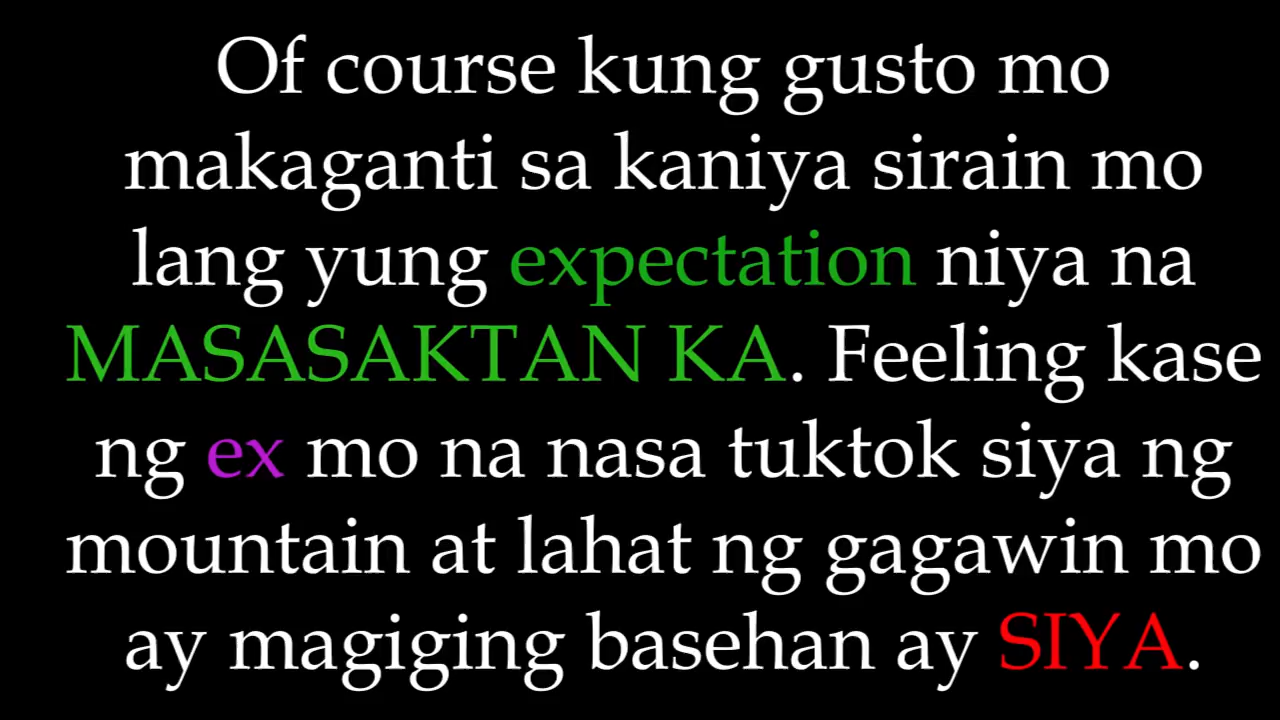 Of course kung gusto mo
makaganti sa kaniya sirain mo
lang yung expectation niya na
MASASAKTAN KA. Feeling kase
ng ex mo na nasa tuktok siya ng
mountain at lahat ng gagawin mo
ay magiging basehan ay SIYA.